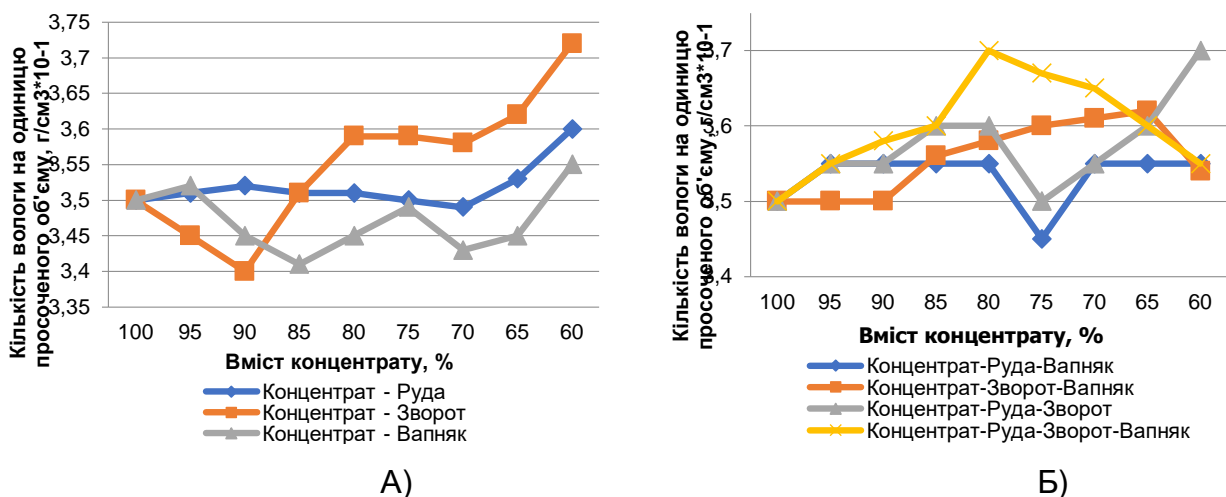 Кількість вологи на одиницю
просоченого об'єму, г/см3*10-1
3,75
3,7
3,65
3,6
3,55
3,5
3,45
3,4
3,35
100 95 90 85 80 75 70 65 60
Вміст концентрату, %
Концентрат - Руда
Концентрат - Зворот
Концентрат - Вапняк
А)
Кількість вологи на одиницю
просоченого об'єму, г/см3*10-1
3,7
3,6
3,5
3,4
100 95 90 85 80 75 70 65 60
Вміст концентрату, %
Концентрат-Руда-Вапняк
Концентрат-Зворот-Вапняк
Концентрат-Руда-Зворот
Концентрат-Руда-Зворот-Вапняк
Б)